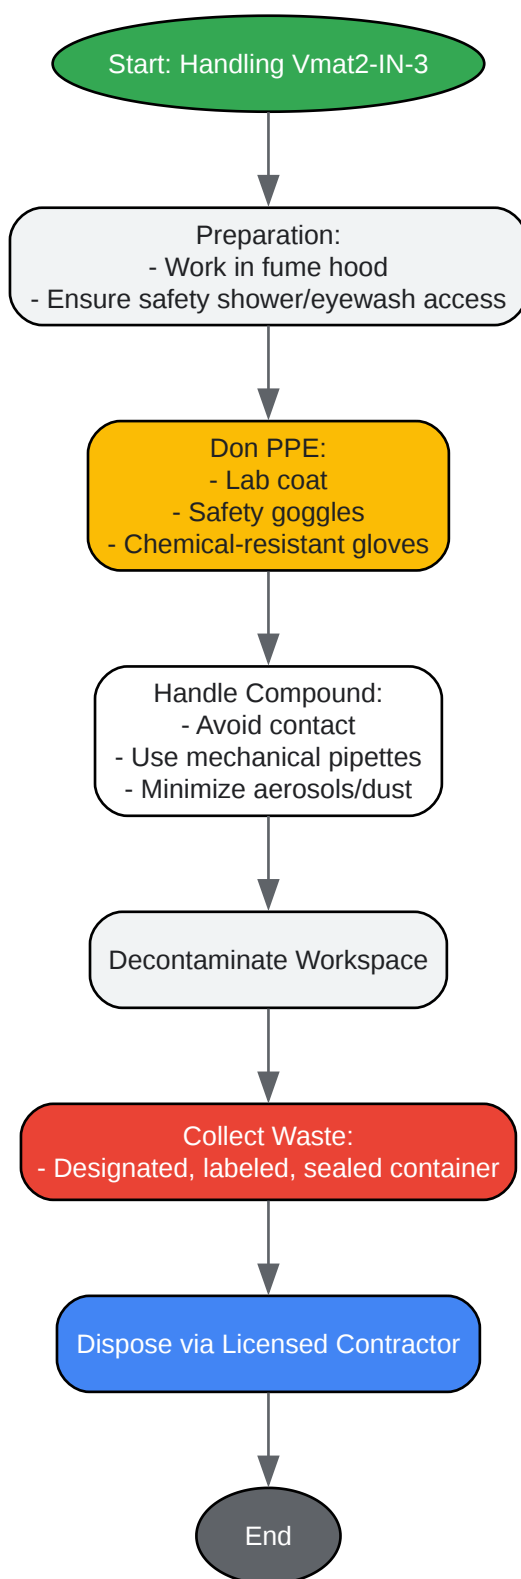 Start: Handling Vmat2-IN-3
Preparation:
- Work in fume hood
- Ensure safety shower/eyewash access
Don PPE:
- Lab coat
- Safety goggles
- Chemical-resistant gloves
Handle Compound:
- Avoid contact
- Use mechanical pipettes
- Minimize aerosols/dust
Decontaminate Workspace
Collect Waste:
- Designated, labeled, sealed container
Dispose via Licensed Contractor
End